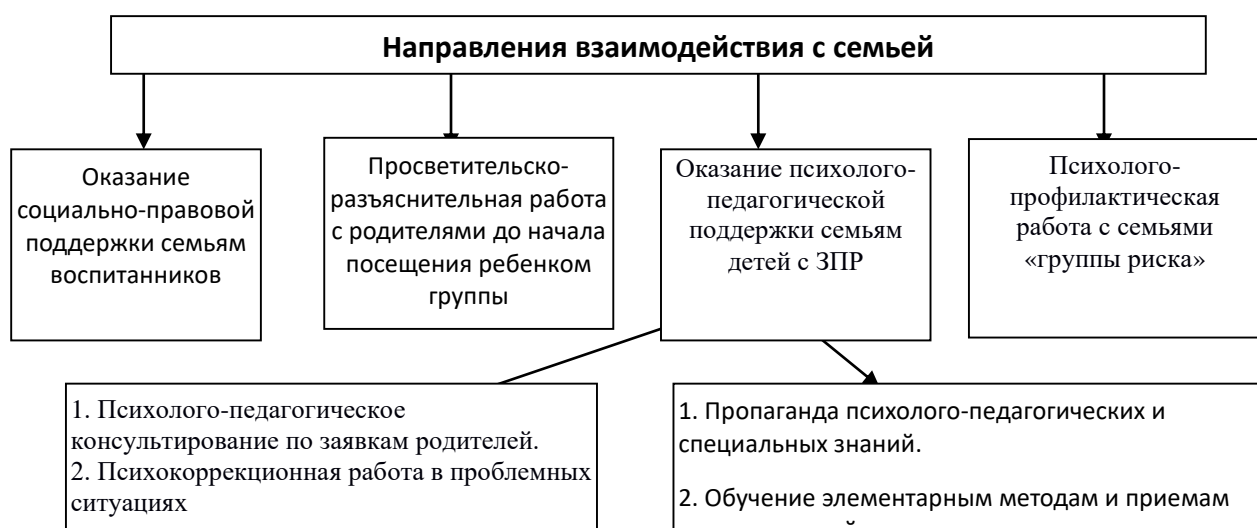 Направления взаимодействия с семьей
Оказание
социально-правовой
поддержки семьям
воспитанников
Просветительско-
разъяснительная работа
с родителями до начала
посещения ребенком
группы
Оказание психолого-
педагогической
поддержки семьям
детей с ЗПР
Психолого-
профилактическая
работа с семьями
«группы риска»
1. Психолого-педагогическое
консультирование по заявкам родителей.
2. Психокоррекционная работа в проблемных
ситуациях
1. Пропаганда психолого-педагогических и
специальных знаний.
2. Обучение элементарным методам и приемам